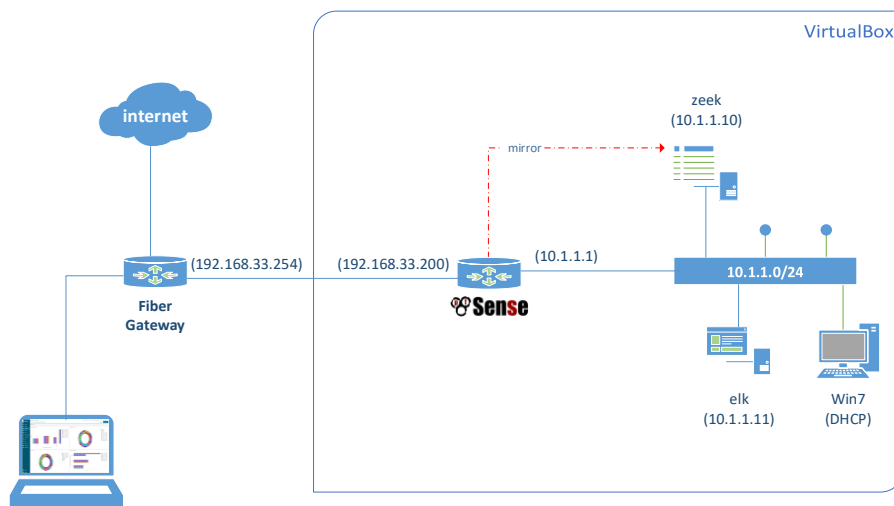 VirtualBox
internet
zeek
(10.1.1.10)
mirror
(192.168.33.254)
(192.168.33.200)
(10.1.1.1)
10.1.1.0/24
Fiber
Gateway
Sense
elk
(10.1.1.11)
Win7
(DHCP)